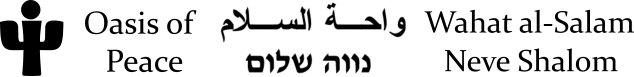 Oasis of
Peace
واحة السلام
נווה שלום
Wahat al-Salam
Neve Shalom